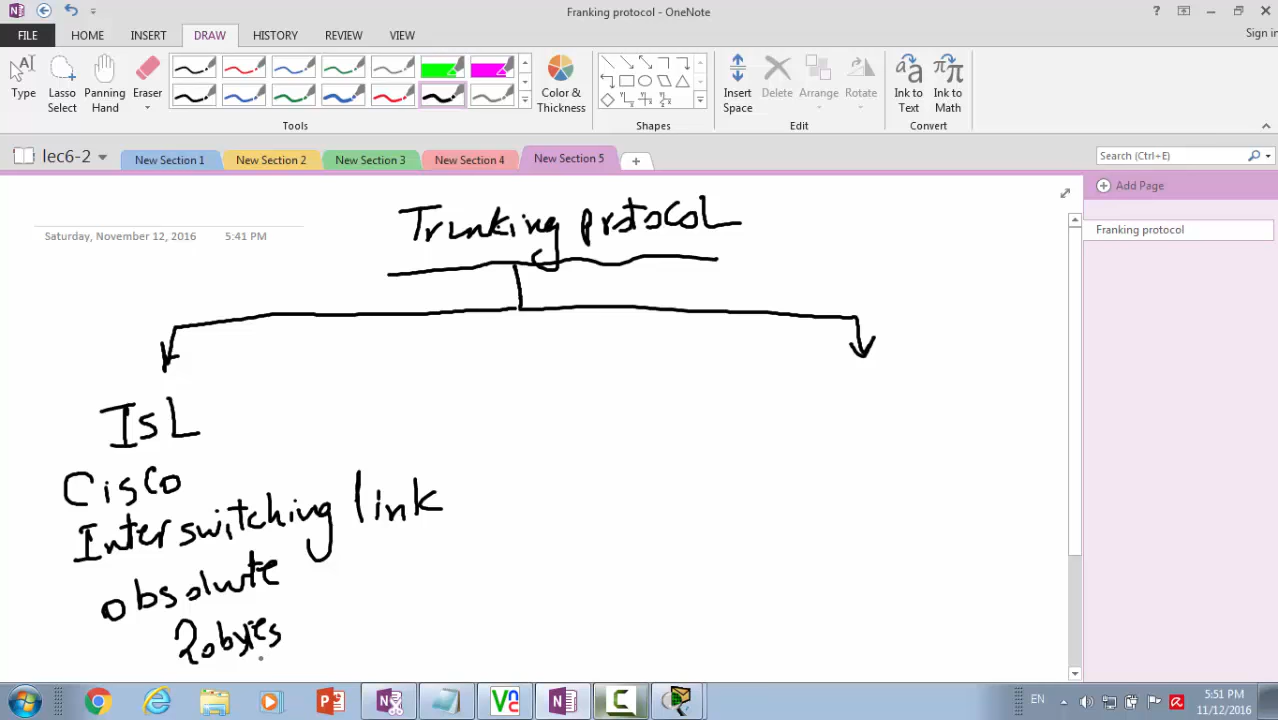 Franking protocol - OneNote
Sign in
FILE HOME INSERT DRAW HISTORY REVIEW VIEW
Type
Lasso Select
Panning Hand
Eraser
Color & Thickness
Insert Space
Delete
Arrange
Rotate
Ink to Text
Ink to Math
Tools
Shapes
Edit
Convert
lec6-2
New Section 1
New Section 2
New Section 3
New Section 4
New Section 5
Search (Ctrl+E)
Add Page
Franking protocol
Saturday, November 12, 2016 5:41 PM
Trunking protocol
IsL
Cisco
Interswitching link
obsolute
20bytes
EN
5:51 PM
11/12/2016